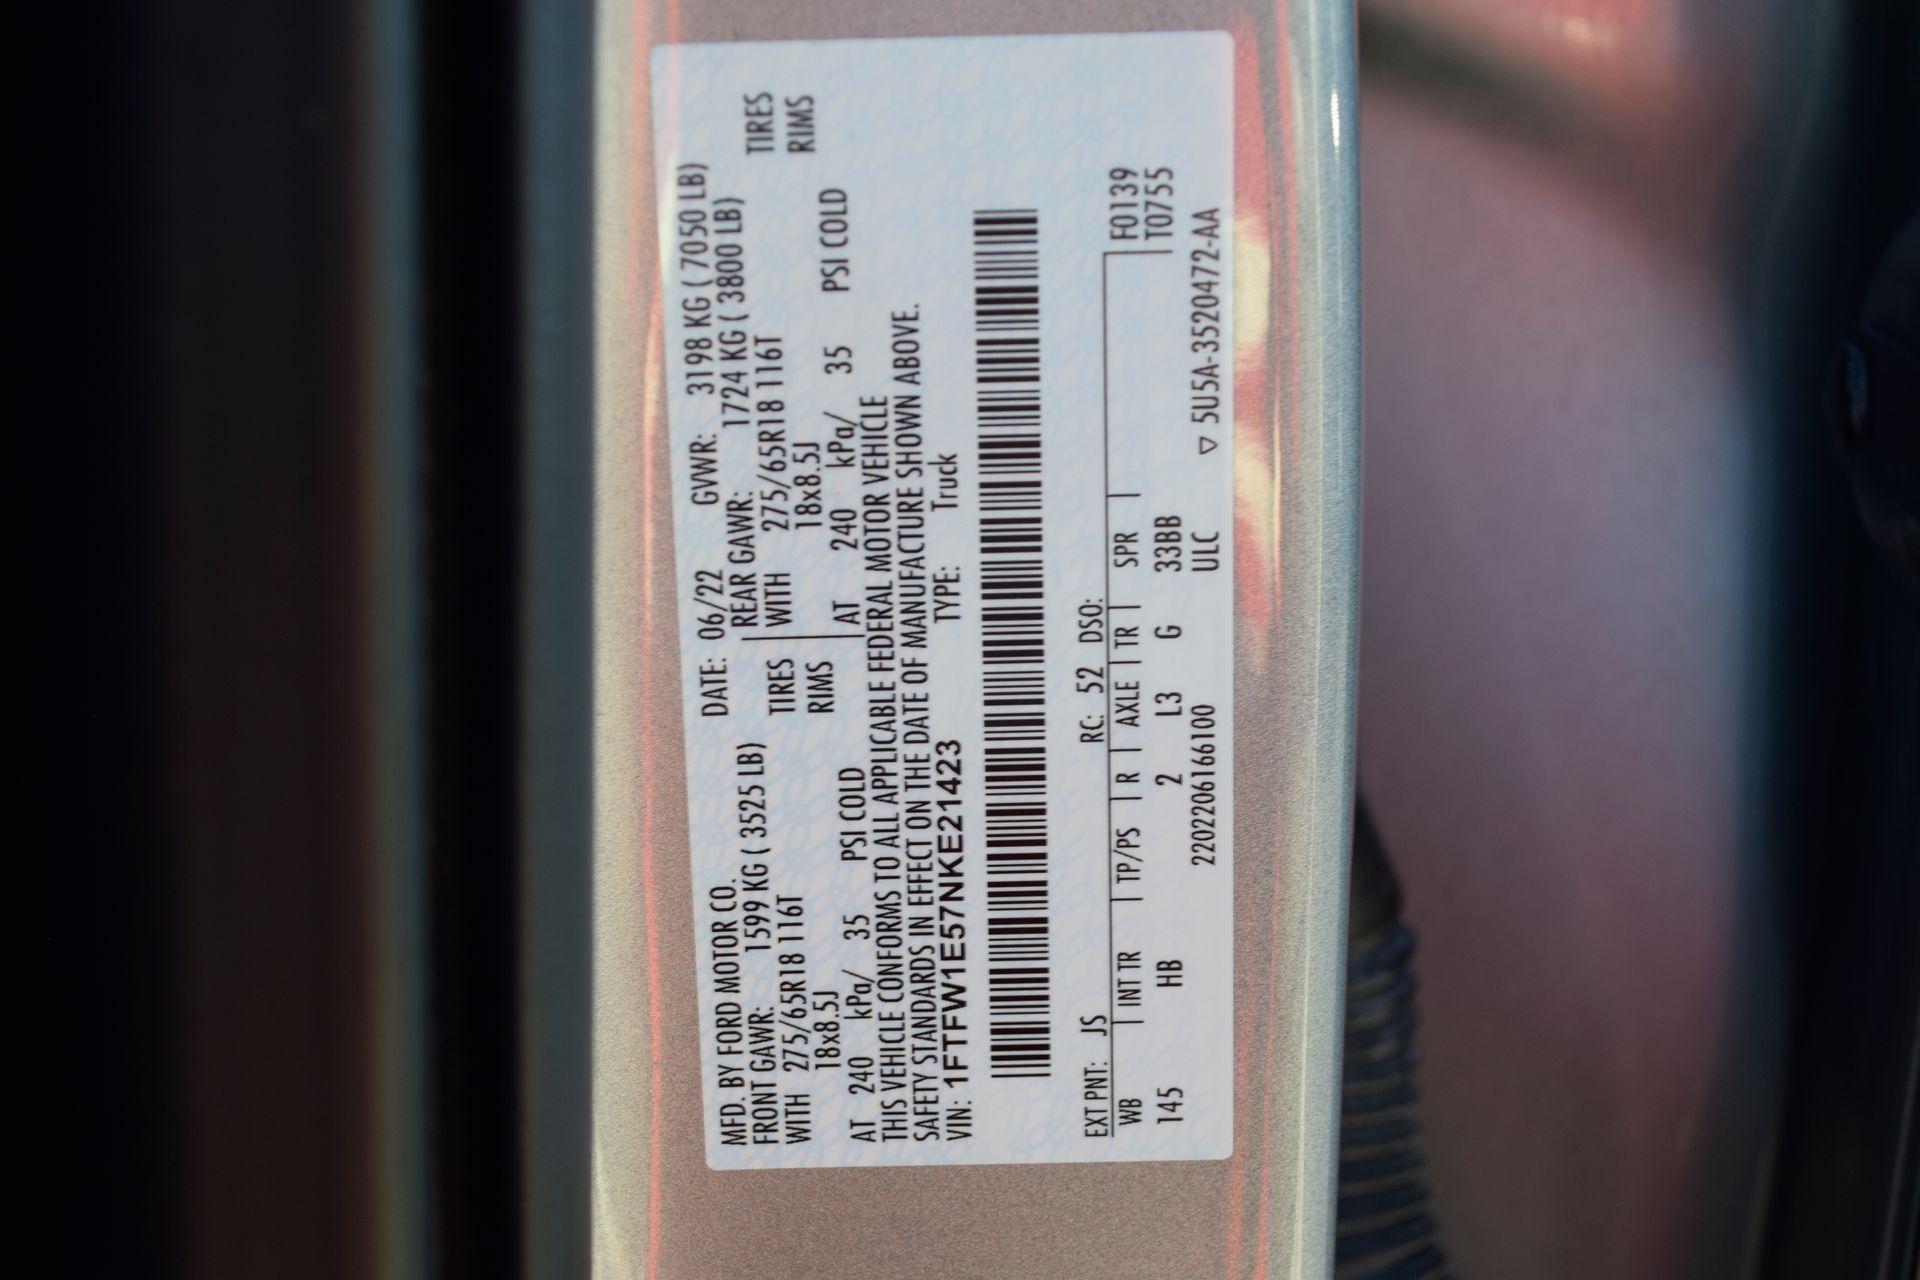 MFD. BY FORD MOTOR CO. DATE: 06/22 GVWR: 3198 KG ( 7050 LB)
FRONT GAWR: 1599 KG ( 3525 LB) REAR GAWR: 1724 KG ( 3800 LB)
WITH 275/65R18 116T TIRES WITH 275/65R18 116T TIRES
18x8.5J RIMS 18x8.5J RIMS
AT 240 kPa/ 35 PSI COLD AT 240 kPa/ 35 PSI COLD
THIS VEHICLE CONFORMS TO ALL APPLICABLE FEDERAL MOTOR VEHICLE
SAFETY STANDARDS IN EFFECT ON THE DATE OF MANUFACTURE SHOWN ABOVE.
VIN: 1FTFW1E57NKE21423 TYPE: Truck
EXT PNT: JS RC: 52 DSO: F0139
WB INT TR TP/PS R AXLE TR SPR T0755
145 HB 2 L3 G 33BB
2202206166100 ULC ▽ 5U5A-3520472-AA